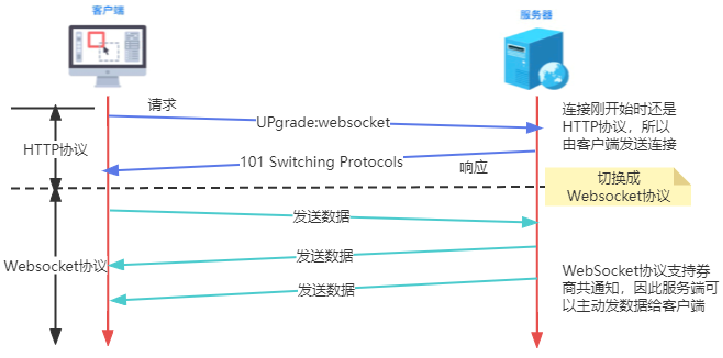 客户端
服务器
请求
UPgrade:websocket
连接刚开始时还是
HTTP协议，所以
由客户端发送连接
HTTP协议
101 Switching Protocols
响应
切换成
Websocket协议
发送数据
发送数据
Websocket协议
发送数据
WebSocket协议支持券
商共通知，因此服务端可
以主动发数据给客户端